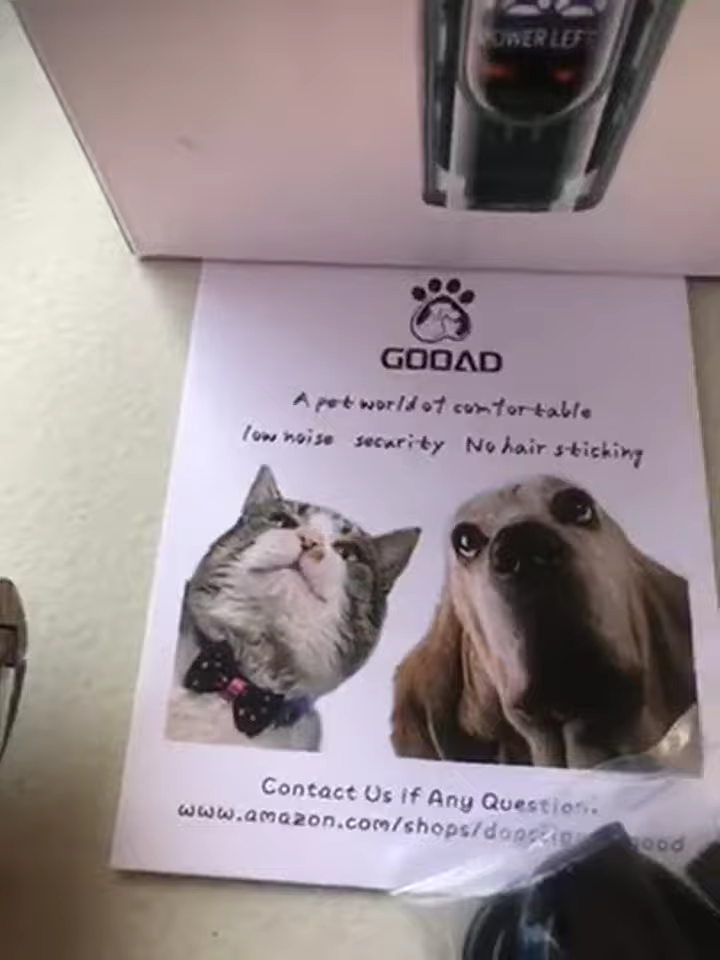 POWER LEFT
GOOAD
A pet world of comfortable
low noise security No hair sticking
Contact Us if Any Question.
www.amazon.com/shops/